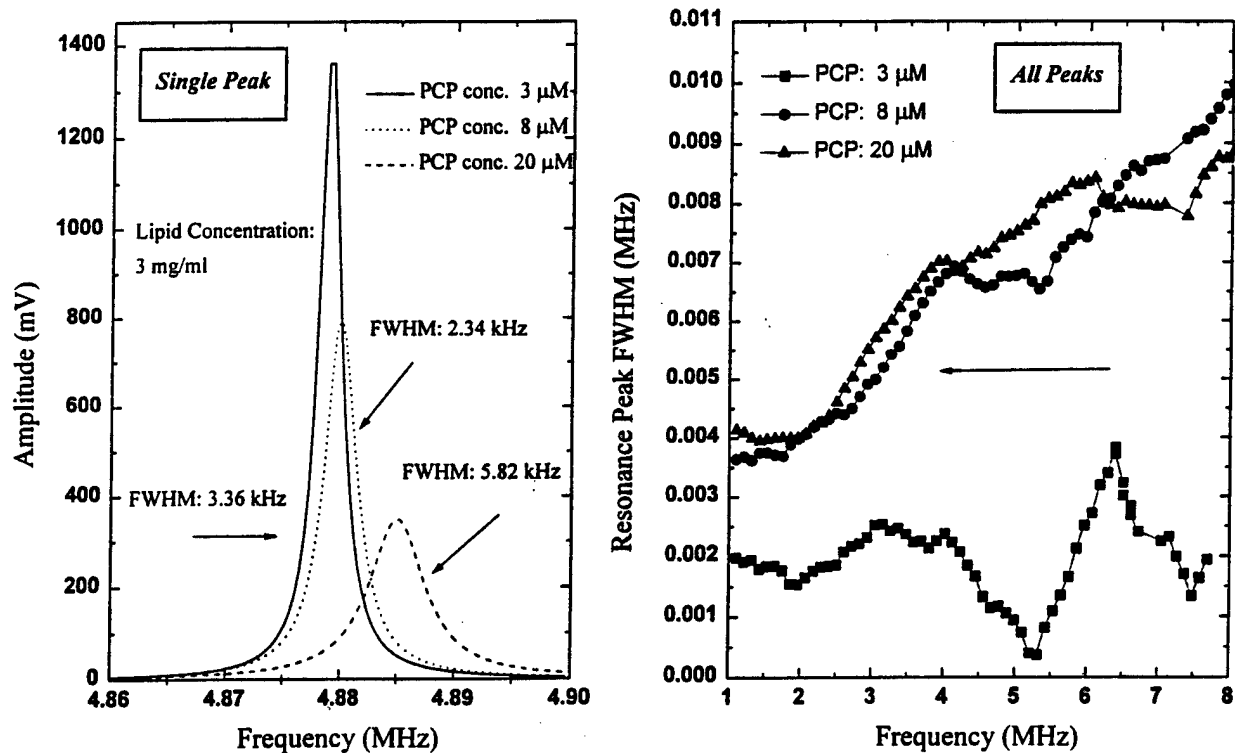 Single Peak
PCP conc. 3 μM
PCP conc. 8 μM
PCP conc. 20 μM
Lipid Concentration:
3 mg/ml
FWHM: 2.34 kHz
FWHM: 5.82 kHz
FWHM: 3.36 kHz
Amplitude (mV)
1400
1200
1000
800
600
400
200
0
4.86
4.87
4.88
4.89
4.90
Frequency (MHz)
All Peaks
PCP: 3 μM
PCP: 8 μM
PCP: 20 μM
Resonance Peak FWHM (MHz)
0.011
0.010
0.009
0.008
0.007
0.006
0.005
0.004
0.003
0.002
0.001
0.000
1
2
3
4
5
6
7
8
Frequency (MHz)